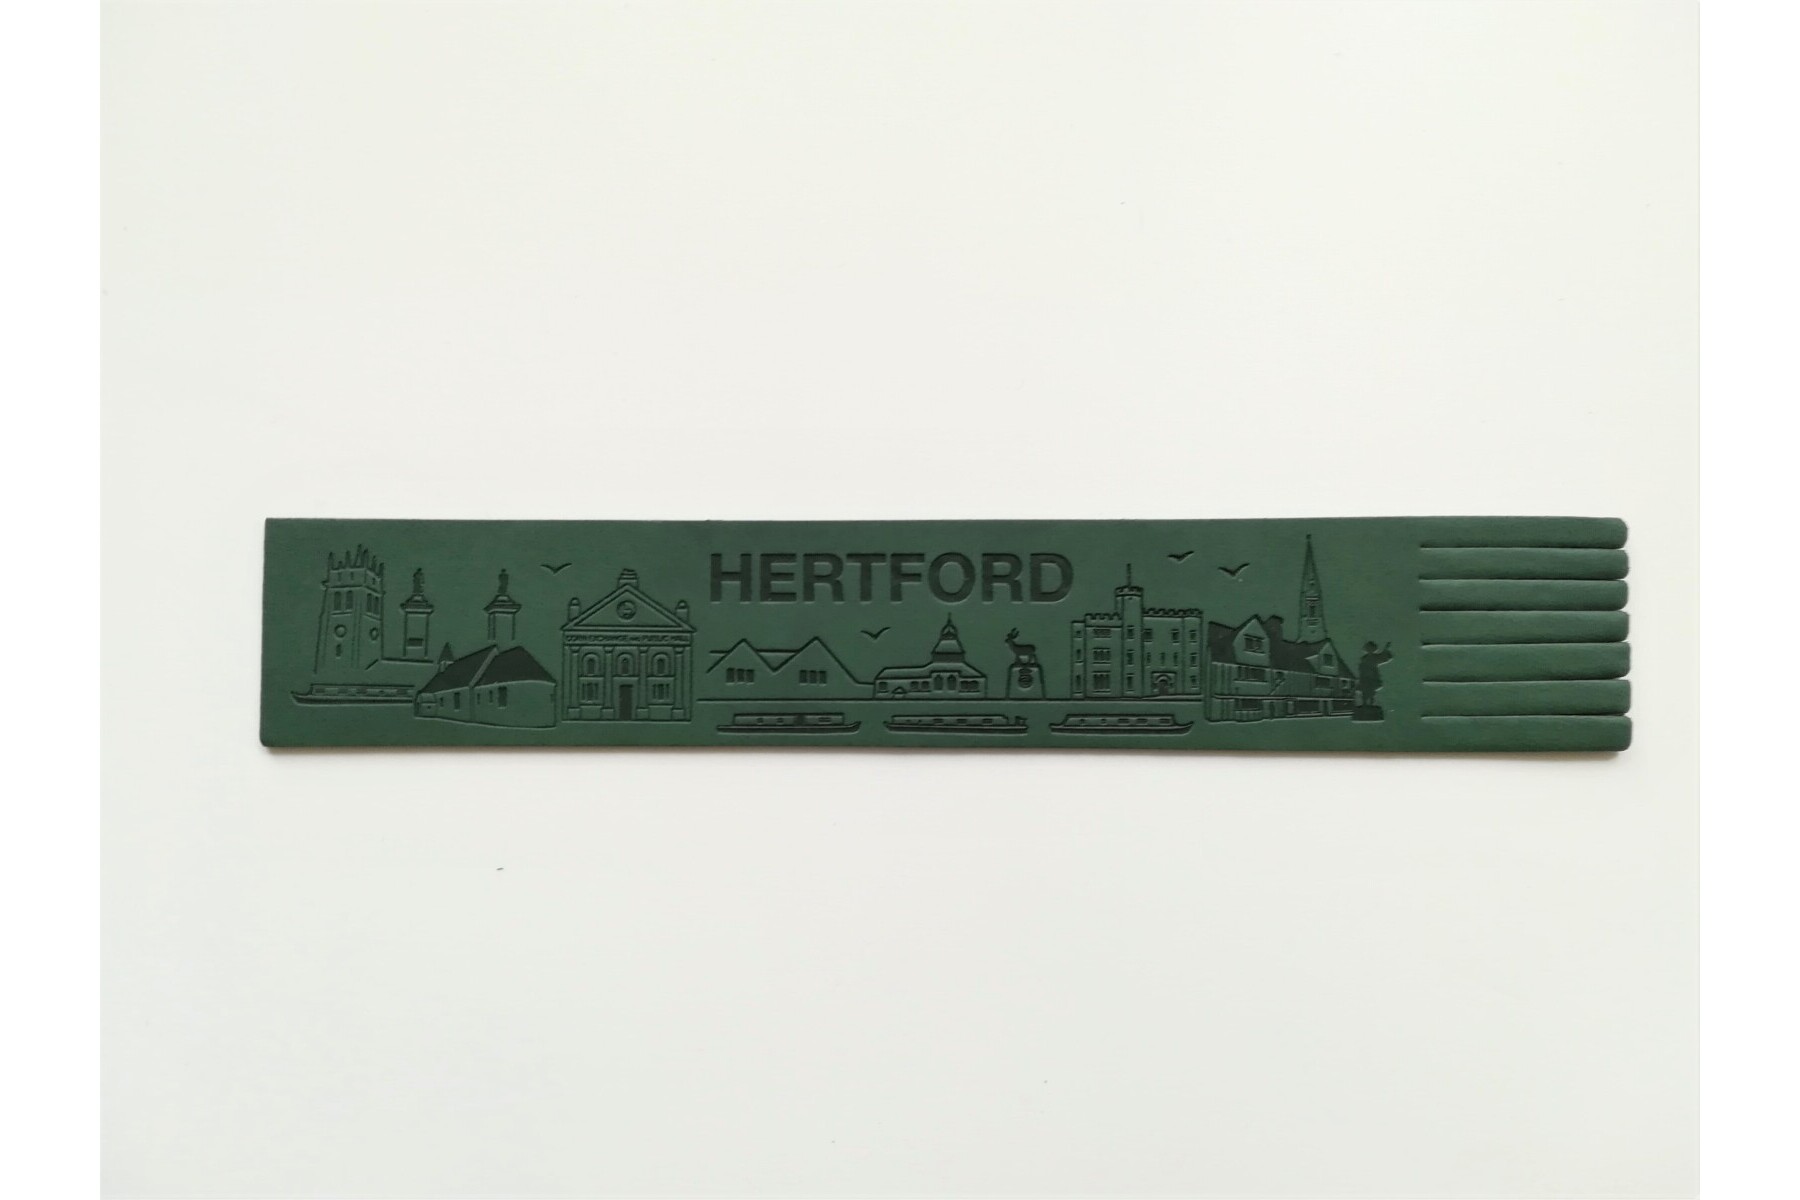 HERTFORD
CORN EXCHANGE AND PUBLIC HALL